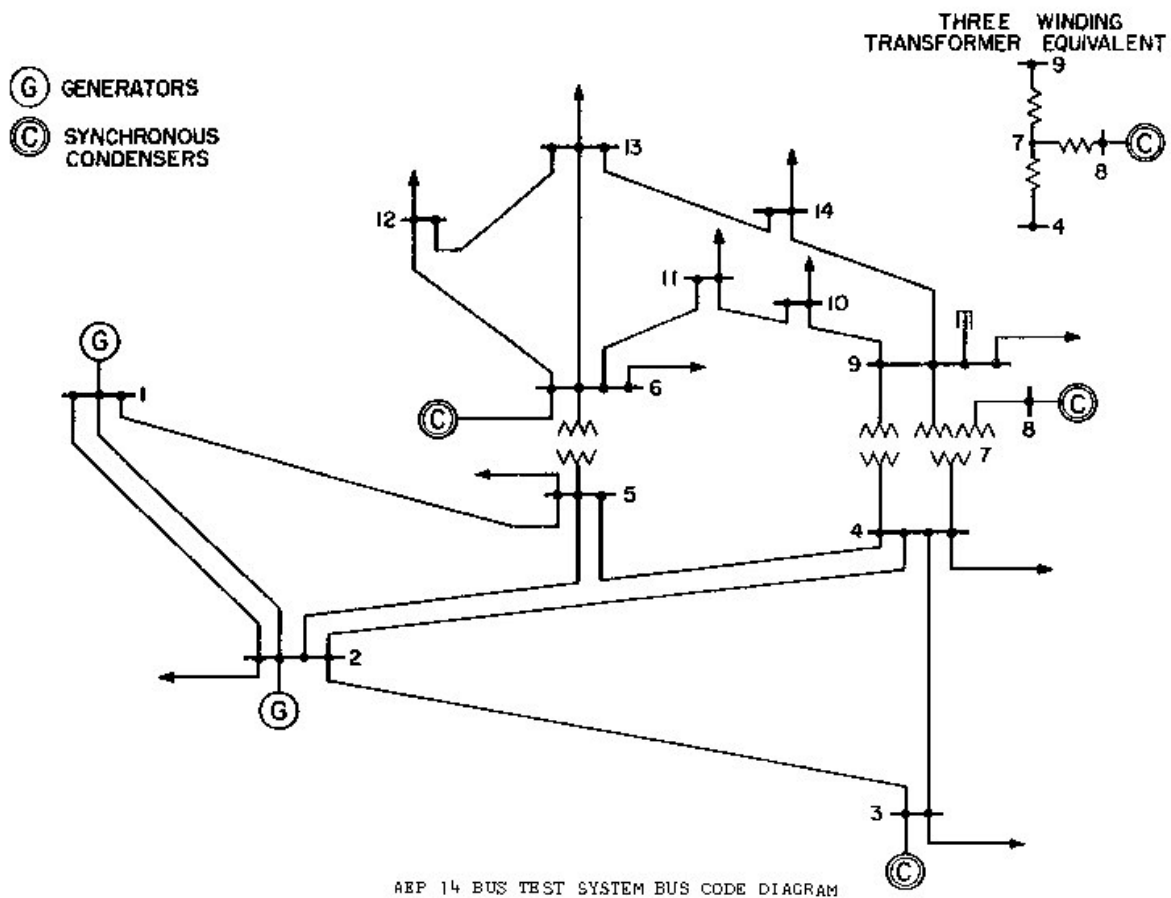 THREE WINDING
TRANSFORMER EQUIVALENT
9
7
C
8
4
G GENERATORS
C SYNCHRONOUS
CONDENSERS
13
12
14
11
10
G
1
9
6
C
8
C
7
5
4
2
G
3
C
AEP 14 BUS TEST SYSTEM BUS CODE DIAGRAM